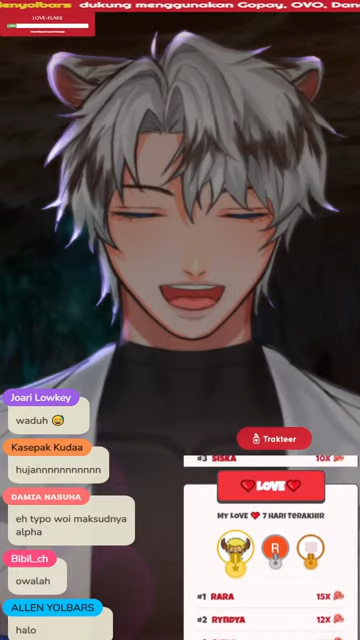 denyolbars dukung menggunakan Gopay, OVO, Dan
LOVE-FLAKE
Joari Lowkey
waduh 😅
Kasepak Kudaa
hujannnnnnnnnnn
DAMIA NASUHA
eh typo woi maksudnya
alpha
Bibil_ch
owalah
ALLEN YOLBARS
halo
Trakteer
#3 SISKA 10X
LOVE
MY LOVE ❤ 7 HARI TERAKHIR
R
#1 RARA 15X
#2 RYNDYA 12X